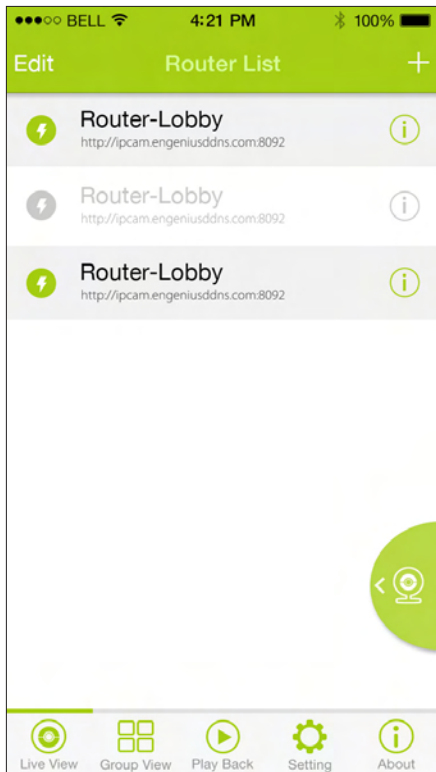 BELL 4:21 PM 100%
Edit Router List +
Router-Lobby
http://ipcam.engeniusddns.com:8092
Router-Lobby
http://ipcam.engeniusddns.com:8092
Router-Lobby
http://ipcam.engeniusddns.com:8092
Live View Group View Play Back Setting About